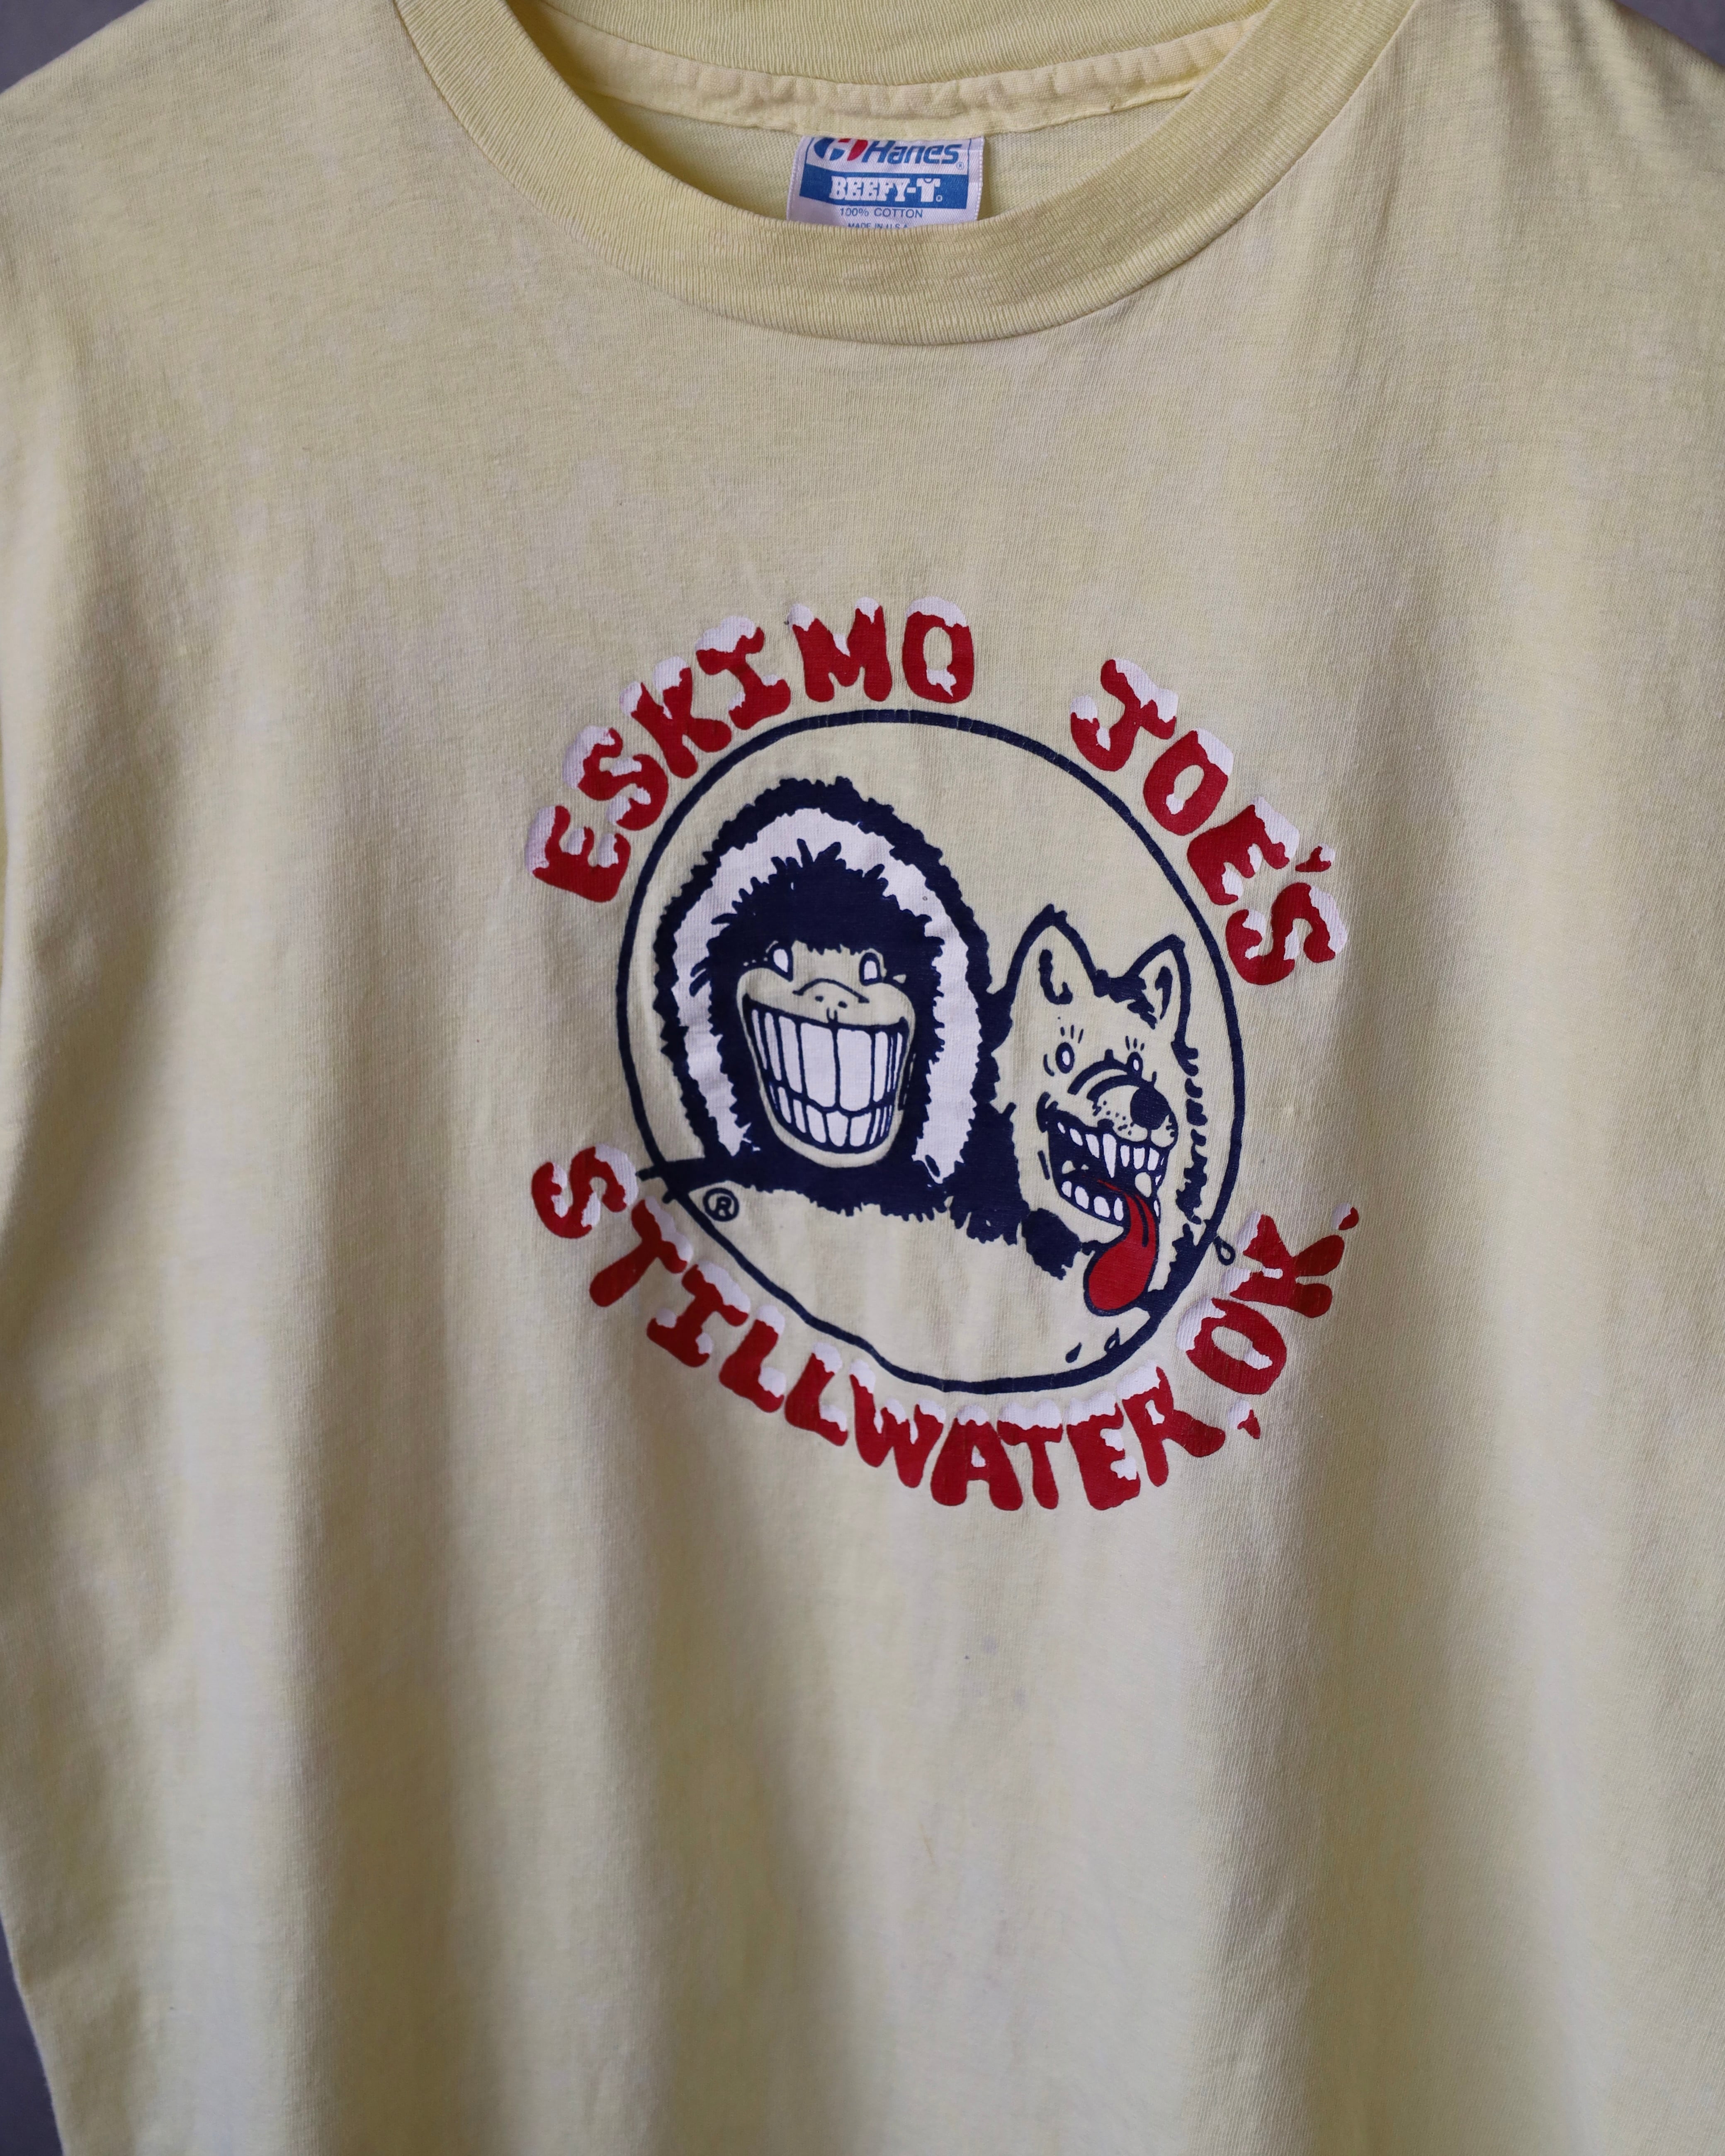 Hanes®
BEEFY-T®
100% COTTON
MADE IN U.S.A.
ESKIMO JOE'S
®
STILLWATER, OK.